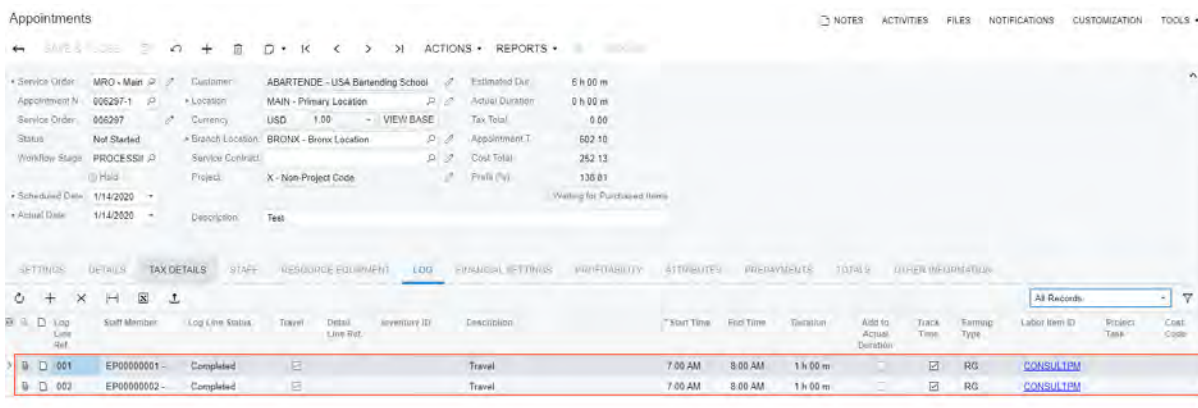 Appointments
NOTES ACTIVITIES FILES NOTIFICATIONS CUSTOMIZATION TOOLS
ACTIONS REPORTS
Service Order MRO - Main Customer: ABARTENDE - USA Bartending School Estimated Dur 6 h 00 m
Appointment N 006297-1 Location MAIN - Primary Location Actual Duration 0 h 00 m
Service Order 006297 Currency USD 1.00 VIEW BASE Tax Total 0.00
Status Not Started Branch Location: BRONX - Bronx Location Appointment T 602.10
Workflow Stage PROCESSII Service Contract: Cost Total 252.13
Hold Project: X - Non-Project Code Profit (%) 138.81
Scheduled Date 1/14/2020 Waiting for Purchased Items
Actual Date 1/14/2020 Description: Test
SETTINGS DETAILS TAX DETAILS STAFF RESOURCE EQUIPMENT LOG FINANCIAL SETTINGS PROFITABILITY ATTRIBUTES PREPAYMENTS TOTALS OTHER INFORMATION
All Records
Log Line Ref. Staff Member Log Line Status Travel Detail Line Ref. Inventory ID Description * Start Time End Time Duration Add to Actual Duration Track Time Earning Type Labor Item ID Project Task Cost Code
001 EP00000001 - Completed Travel 7:00 AM 8:00 AM 1 h 00 m RG CONSULTPM
002 EP00000002 - Completed Travel 7:00 AM 8:00 AM 1 h 00 m RG CONSULTPM